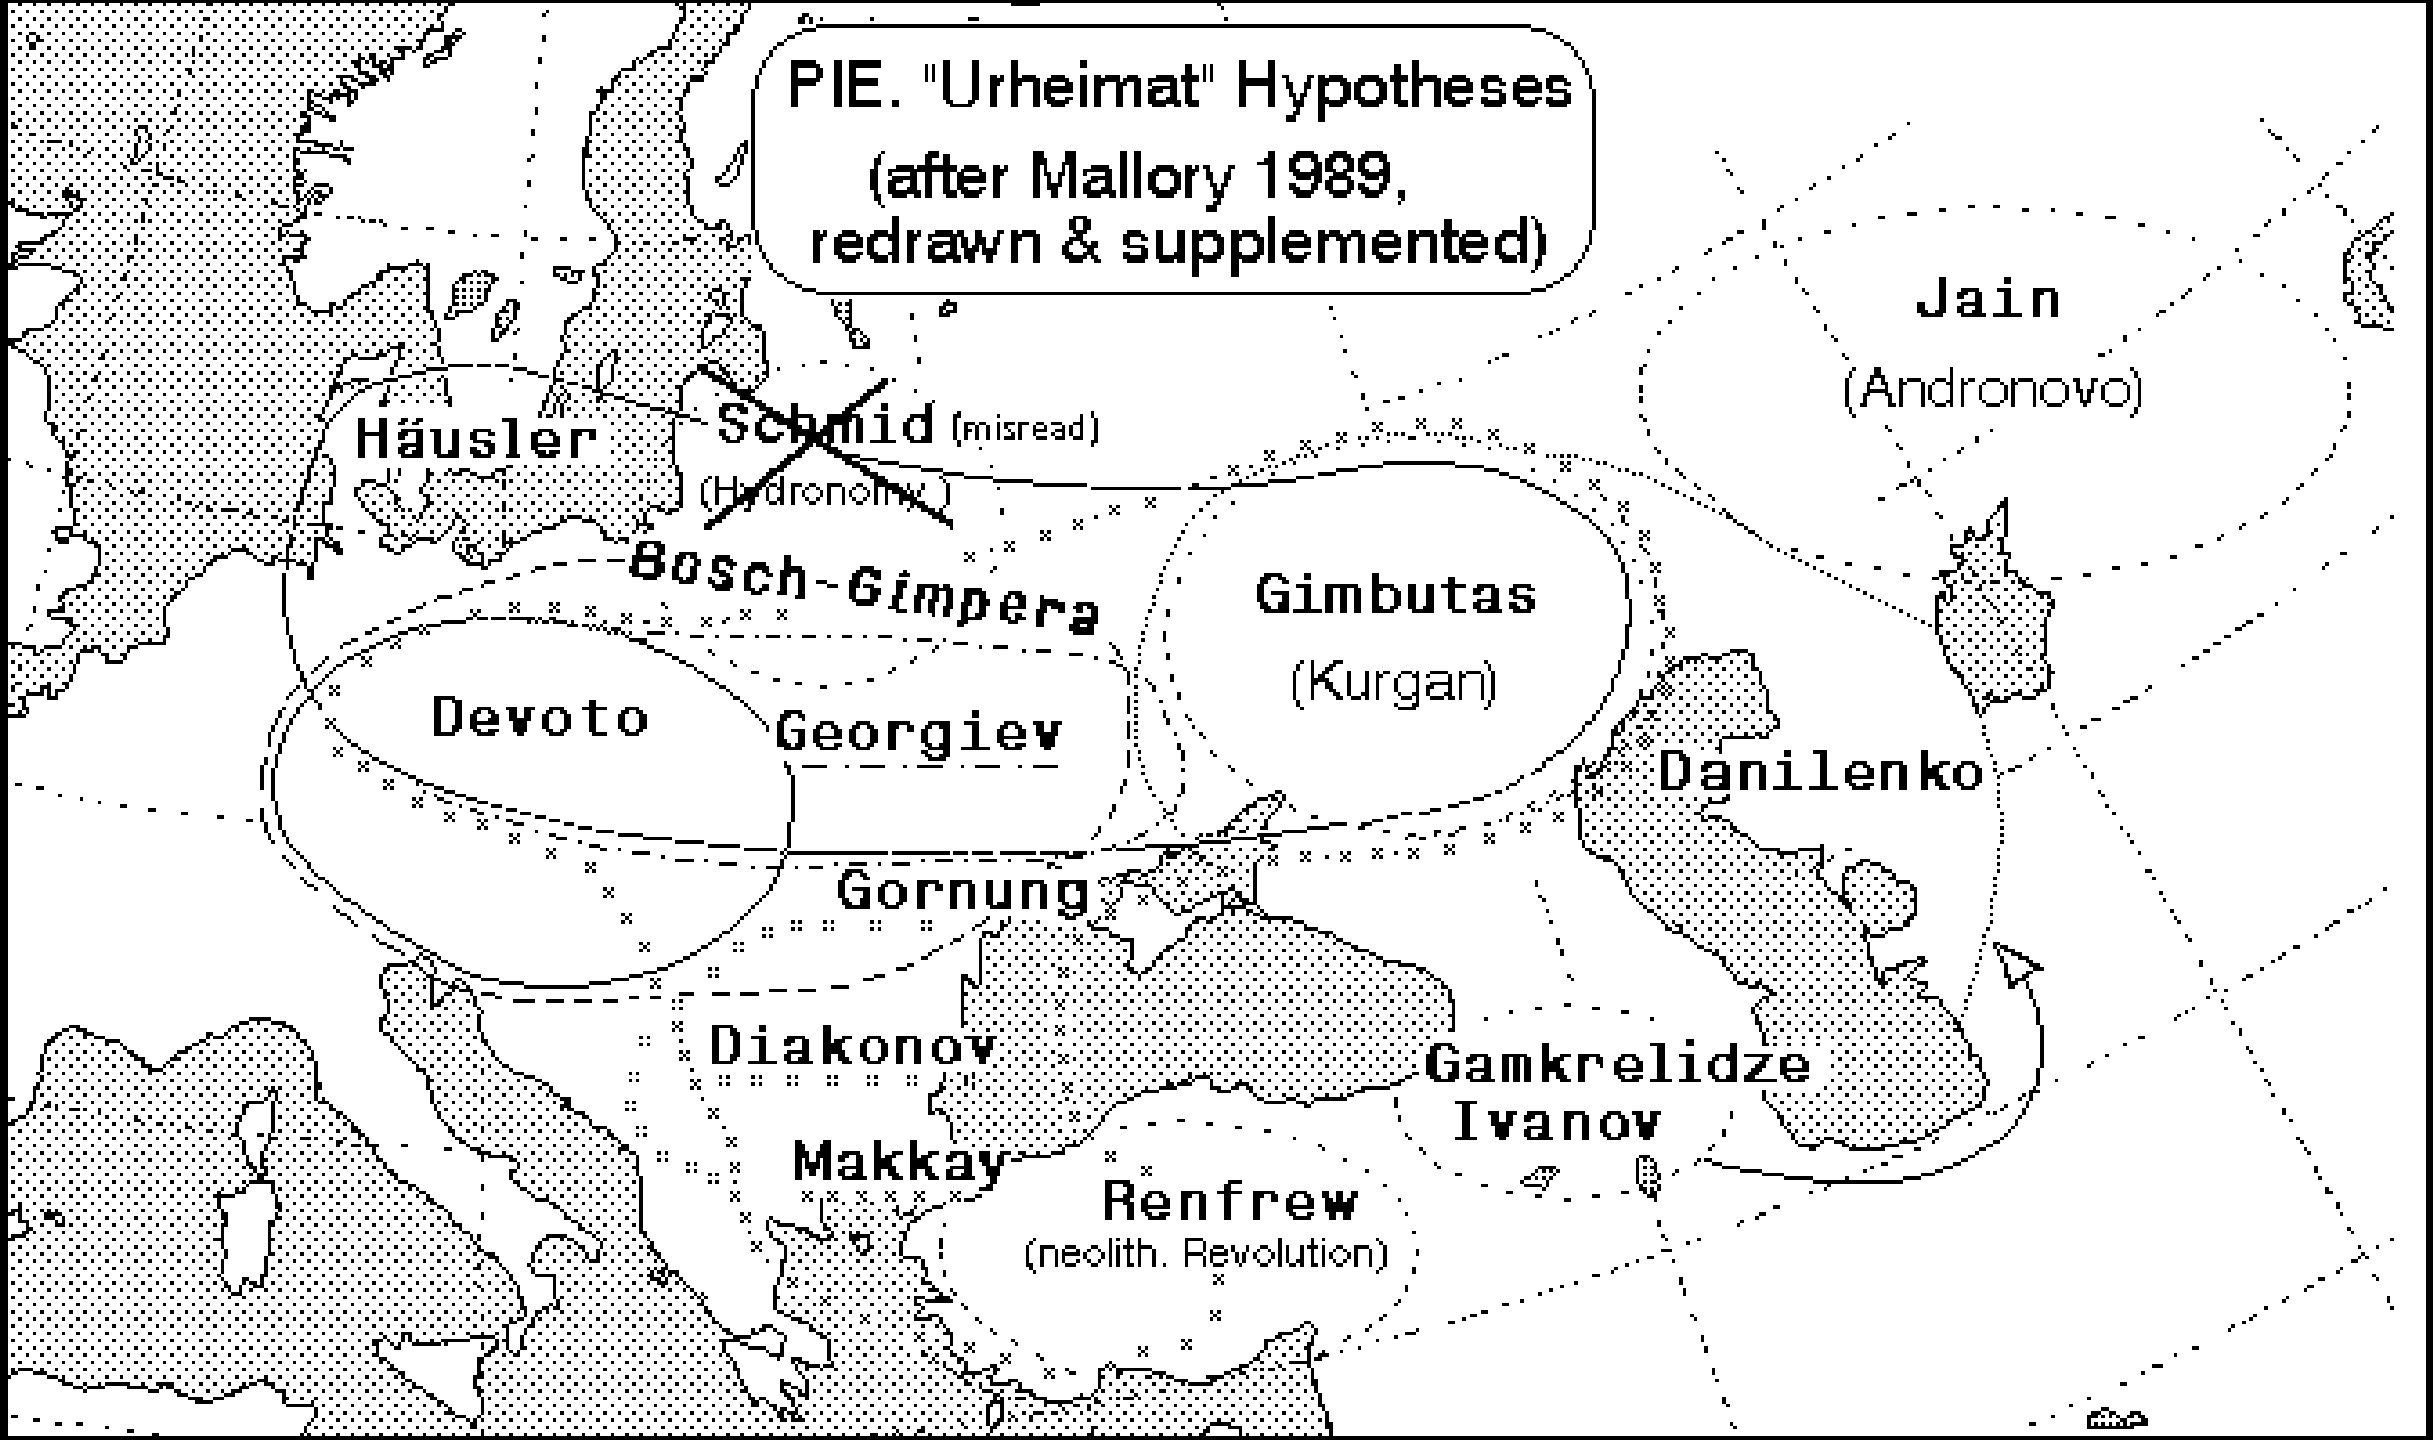 PIE. "Urheimat" Hypotheses
(after Mallory 1989,
redrawn & supplemented)
Jain
(Andronovo)
Häusler
Schmid (misread)
(Hydronomy)
Bosch-Gimpera
Gimbutas
(Kurgan)
Devoto
Georgiev
Danilenko
Gornung
Diakonov
Gamkrelidze
Ivanov
Makkay
Renfrew
(neolith. Revolution)